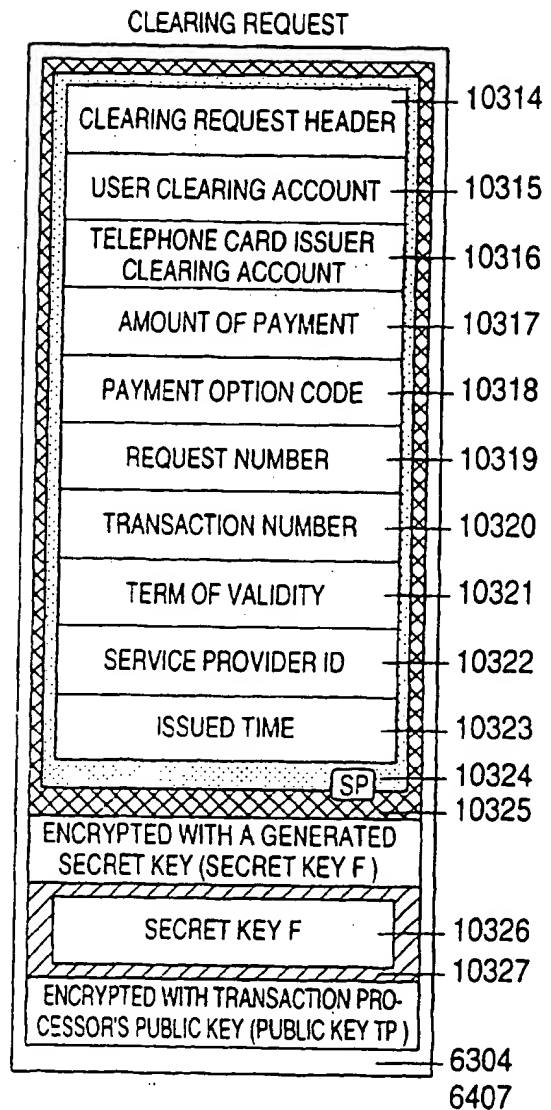 CLEARING REQUEST
CLEARING REQUEST HEADER
10314
USER CLEARING ACCOUNT
10315
TELEPHONE CARD ISSUER
CLEARING ACCOUNT
10316
AMOUNT OF PAYMENT
10317
PAYMENT OPTION CODE
10318
REQUEST NUMBER
10319
TRANSACTION NUMBER
10320
TERM OF VALIDITY
10321
SERVICE PROVIDER ID
10322
ISSUED TIME
10323
SP
10324
10325
ENCRYPTED WITH A GENERATED
SECRET KEY (SECRET KEY F)
SECRET KEY F
10326
10327
ENCRYPTED WITH TRANSACTION PRO-
CESSOR'S PUBLIC KEY (PUBLIC KEY TP)
6304
6407